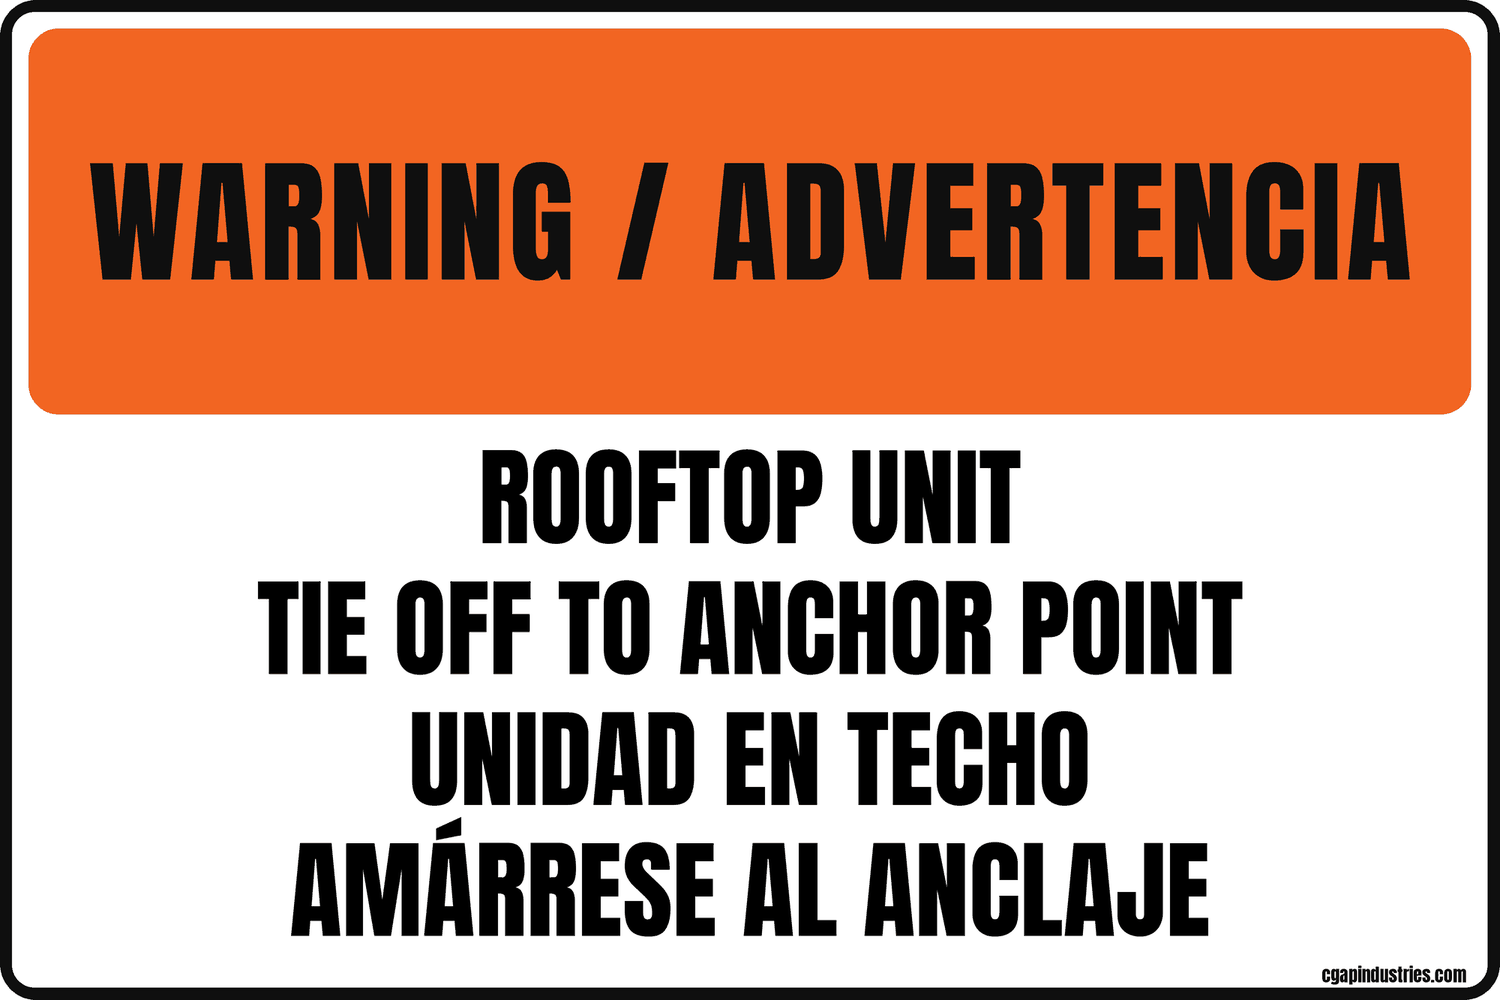 WARNING / ADVERTENCIA
ROOFTOP UNIT
TIE OFF TO ANCHOR POINT
UNIDAD EN TECHO
AMÁRRESE AL ANCLAJE
cgapindustries.com